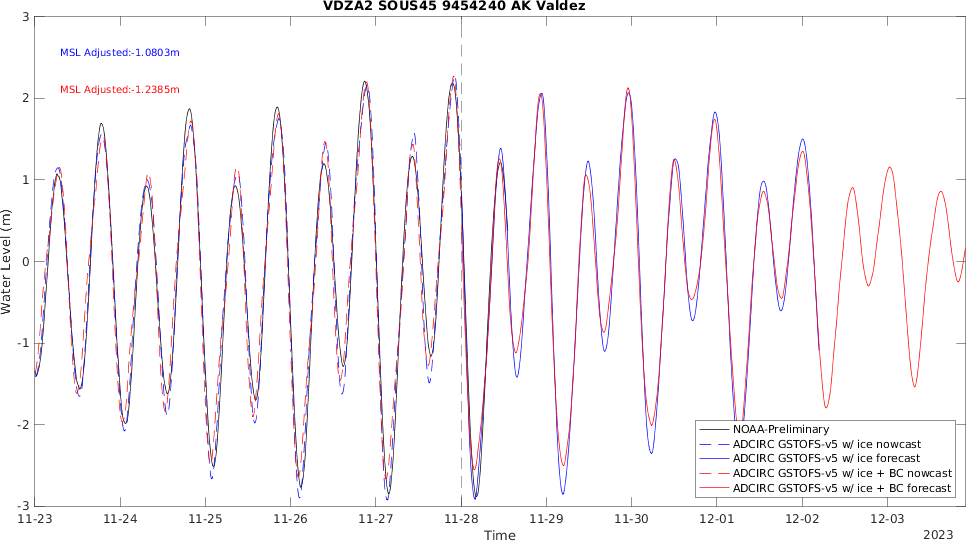 VDZA2 SOUS45 9454240 AK Valdez
3
MSL Adjusted:-1.0803m
MSL Adjusted:-1.2385m
2
1
Water Level (m)
0
-1
-2
NOAA-Preliminary
ADCIRC GSTOFS-v5 w/ ice nowcast
ADCIRC GSTOFS-v5 w/ ice forecast
ADCIRC GSTOFS-v5 w/ ice + BC nowcast
ADCIRC GSTOFS-v5 w/ ice + BC forecast
-3
11-23 11-24 11-25 11-26 11-27 11-28 11-29 11-30 12-01 12-02 12-03
Time
2023